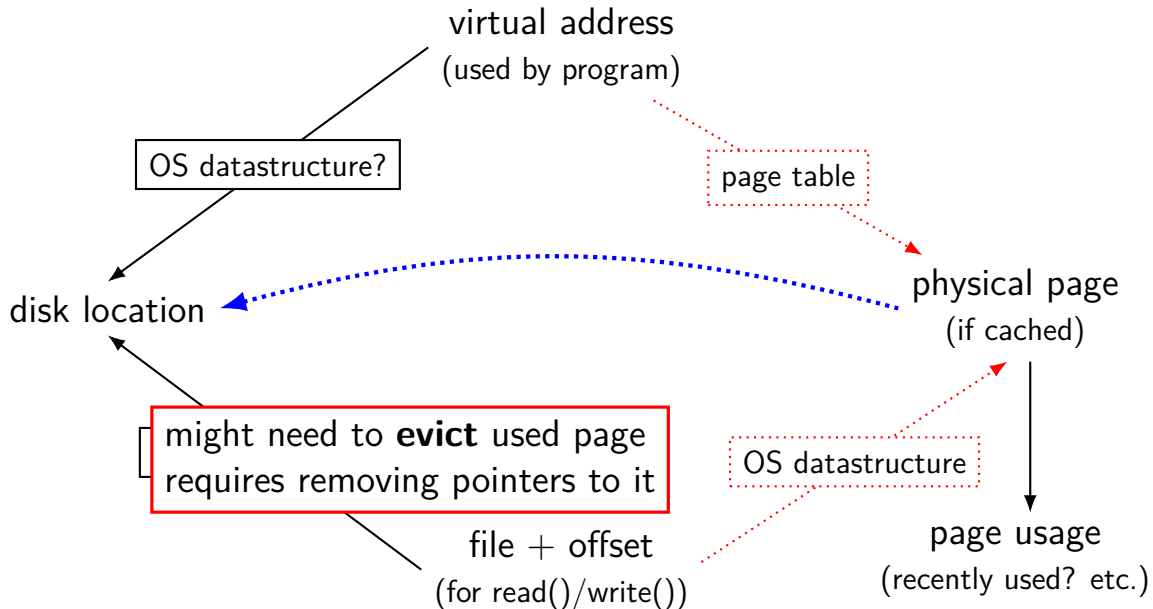 virtual address
(used by program)
OS datastructure?
page table
disk location
physical page
(if cached)
might need to evict used page
requires removing pointers to it
OS datastructure
file + offset
(for read()/write())
page usage
(recently used? etc.)